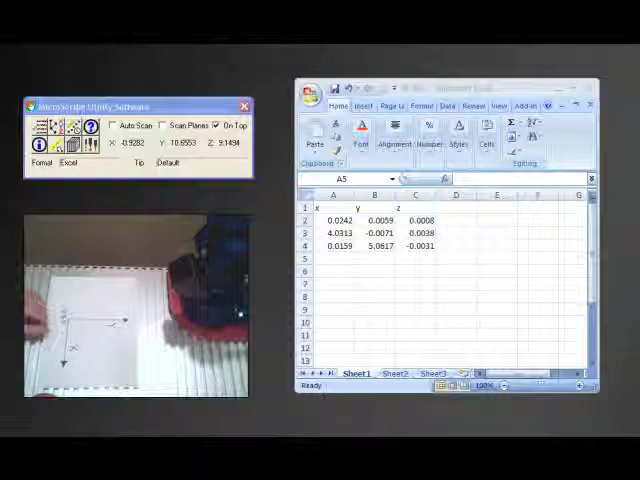 MicroScribe Utility Software
Auto Scan
Scan Planes
On Top
X: -0.9282 Y: 10.6553 Z: 9.1494
Format Excel Tip Default
Home Insert Page L Formul Data Review View Add-In
Paste Font Alignment Number Styles Cells
Clipboard Editing
A5
A B C D E F G
1 x y z
2 0.0242 0.0059 0.0008
3 4.0313 -0.0071 0.0038
4 0.0159 5.0617 -0.0031
5
6
7
8
9
10
11
12
13
Sheet1 Sheet2 Sheet3
Ready 100%
X
Y